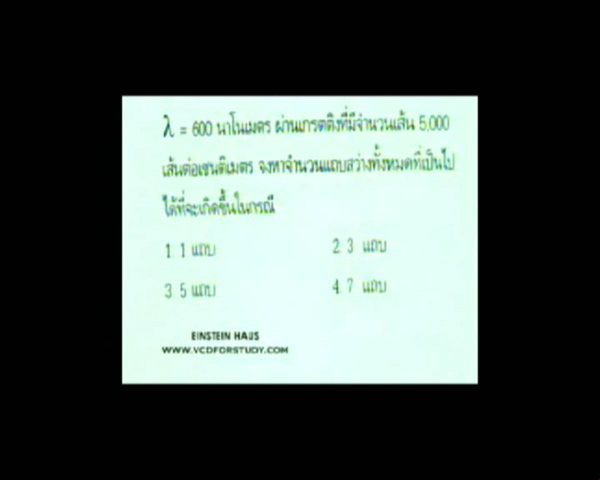 λ = 600 นาโนเมตร ผ่านเกรตติงที่มีจำนวนเส้น 5,000
เส้นต่อเซนติเมตร จงหาจำนวนแถบสว่างทั้งหมดที่เป็นไป
ได้ที่จะเกิดขึ้นในกรณี
1 1 แถบ 2 3 แถบ
3 5 แถบ 4 7 แถบ
EINSTEIN HAUS
WWW.VCDFORSTUDY.COM